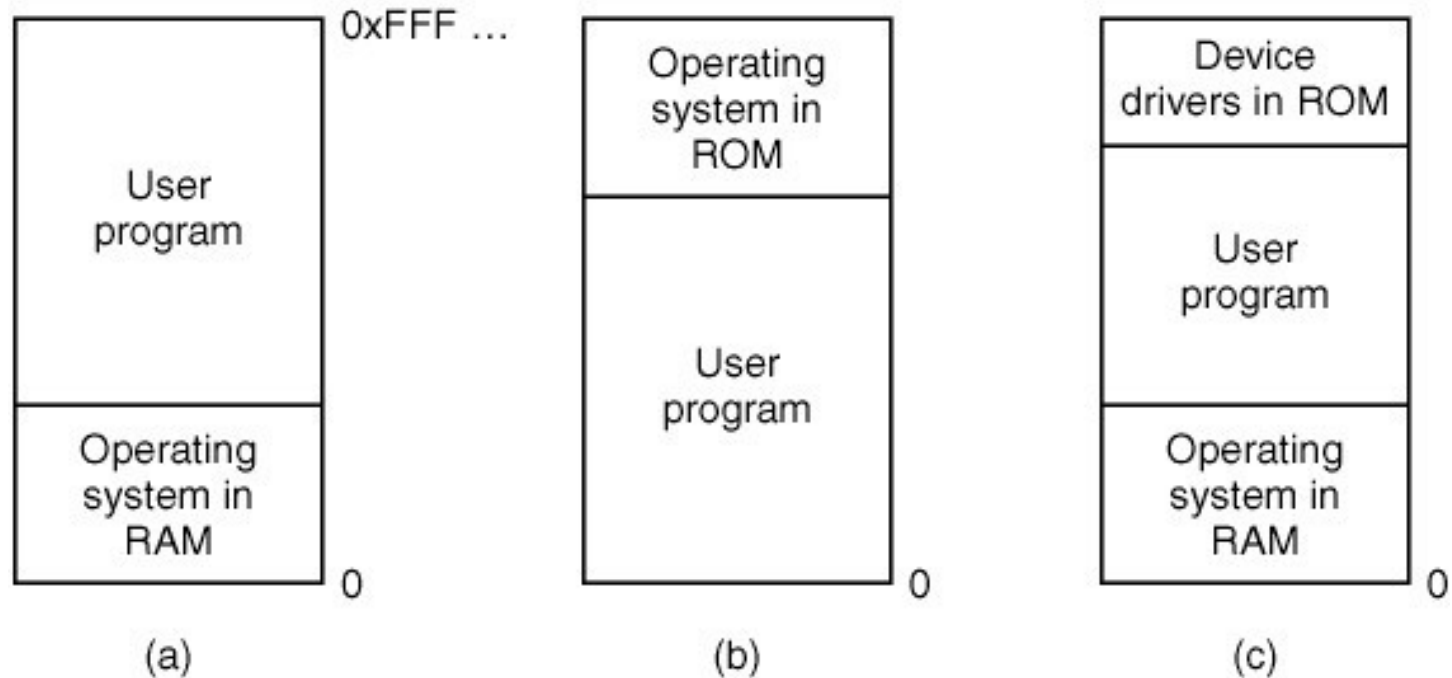 0xFFF ...
User
program
Operating
system in
RAM
0
(a)
Operating
system in
ROM
User
program
0
(b)
Device
drivers in ROM
User
program
Operating
system in
RAM
0
(c)